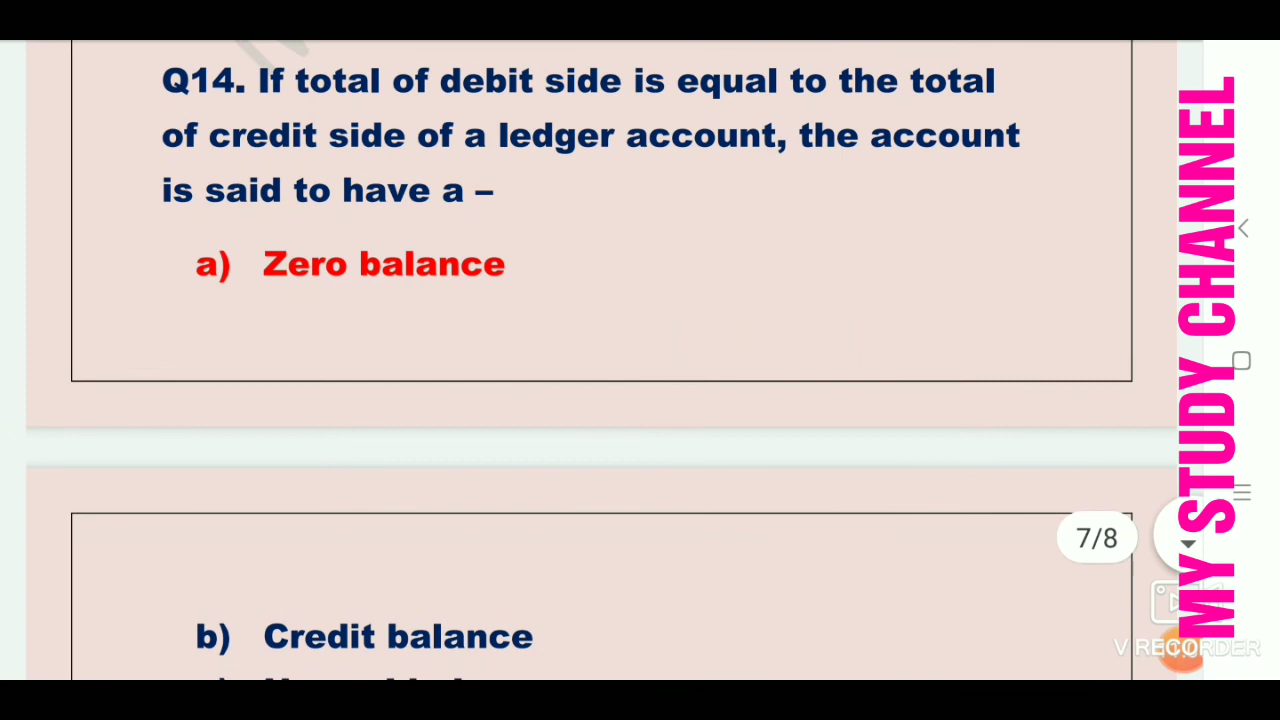 Q14. If total of debit side is equal to the total
of credit side of a ledger account, the account
is said to have a –
a) Zero balance
7/8
b) Credit balance
V RECORDER
MY STUDY CHANNEL